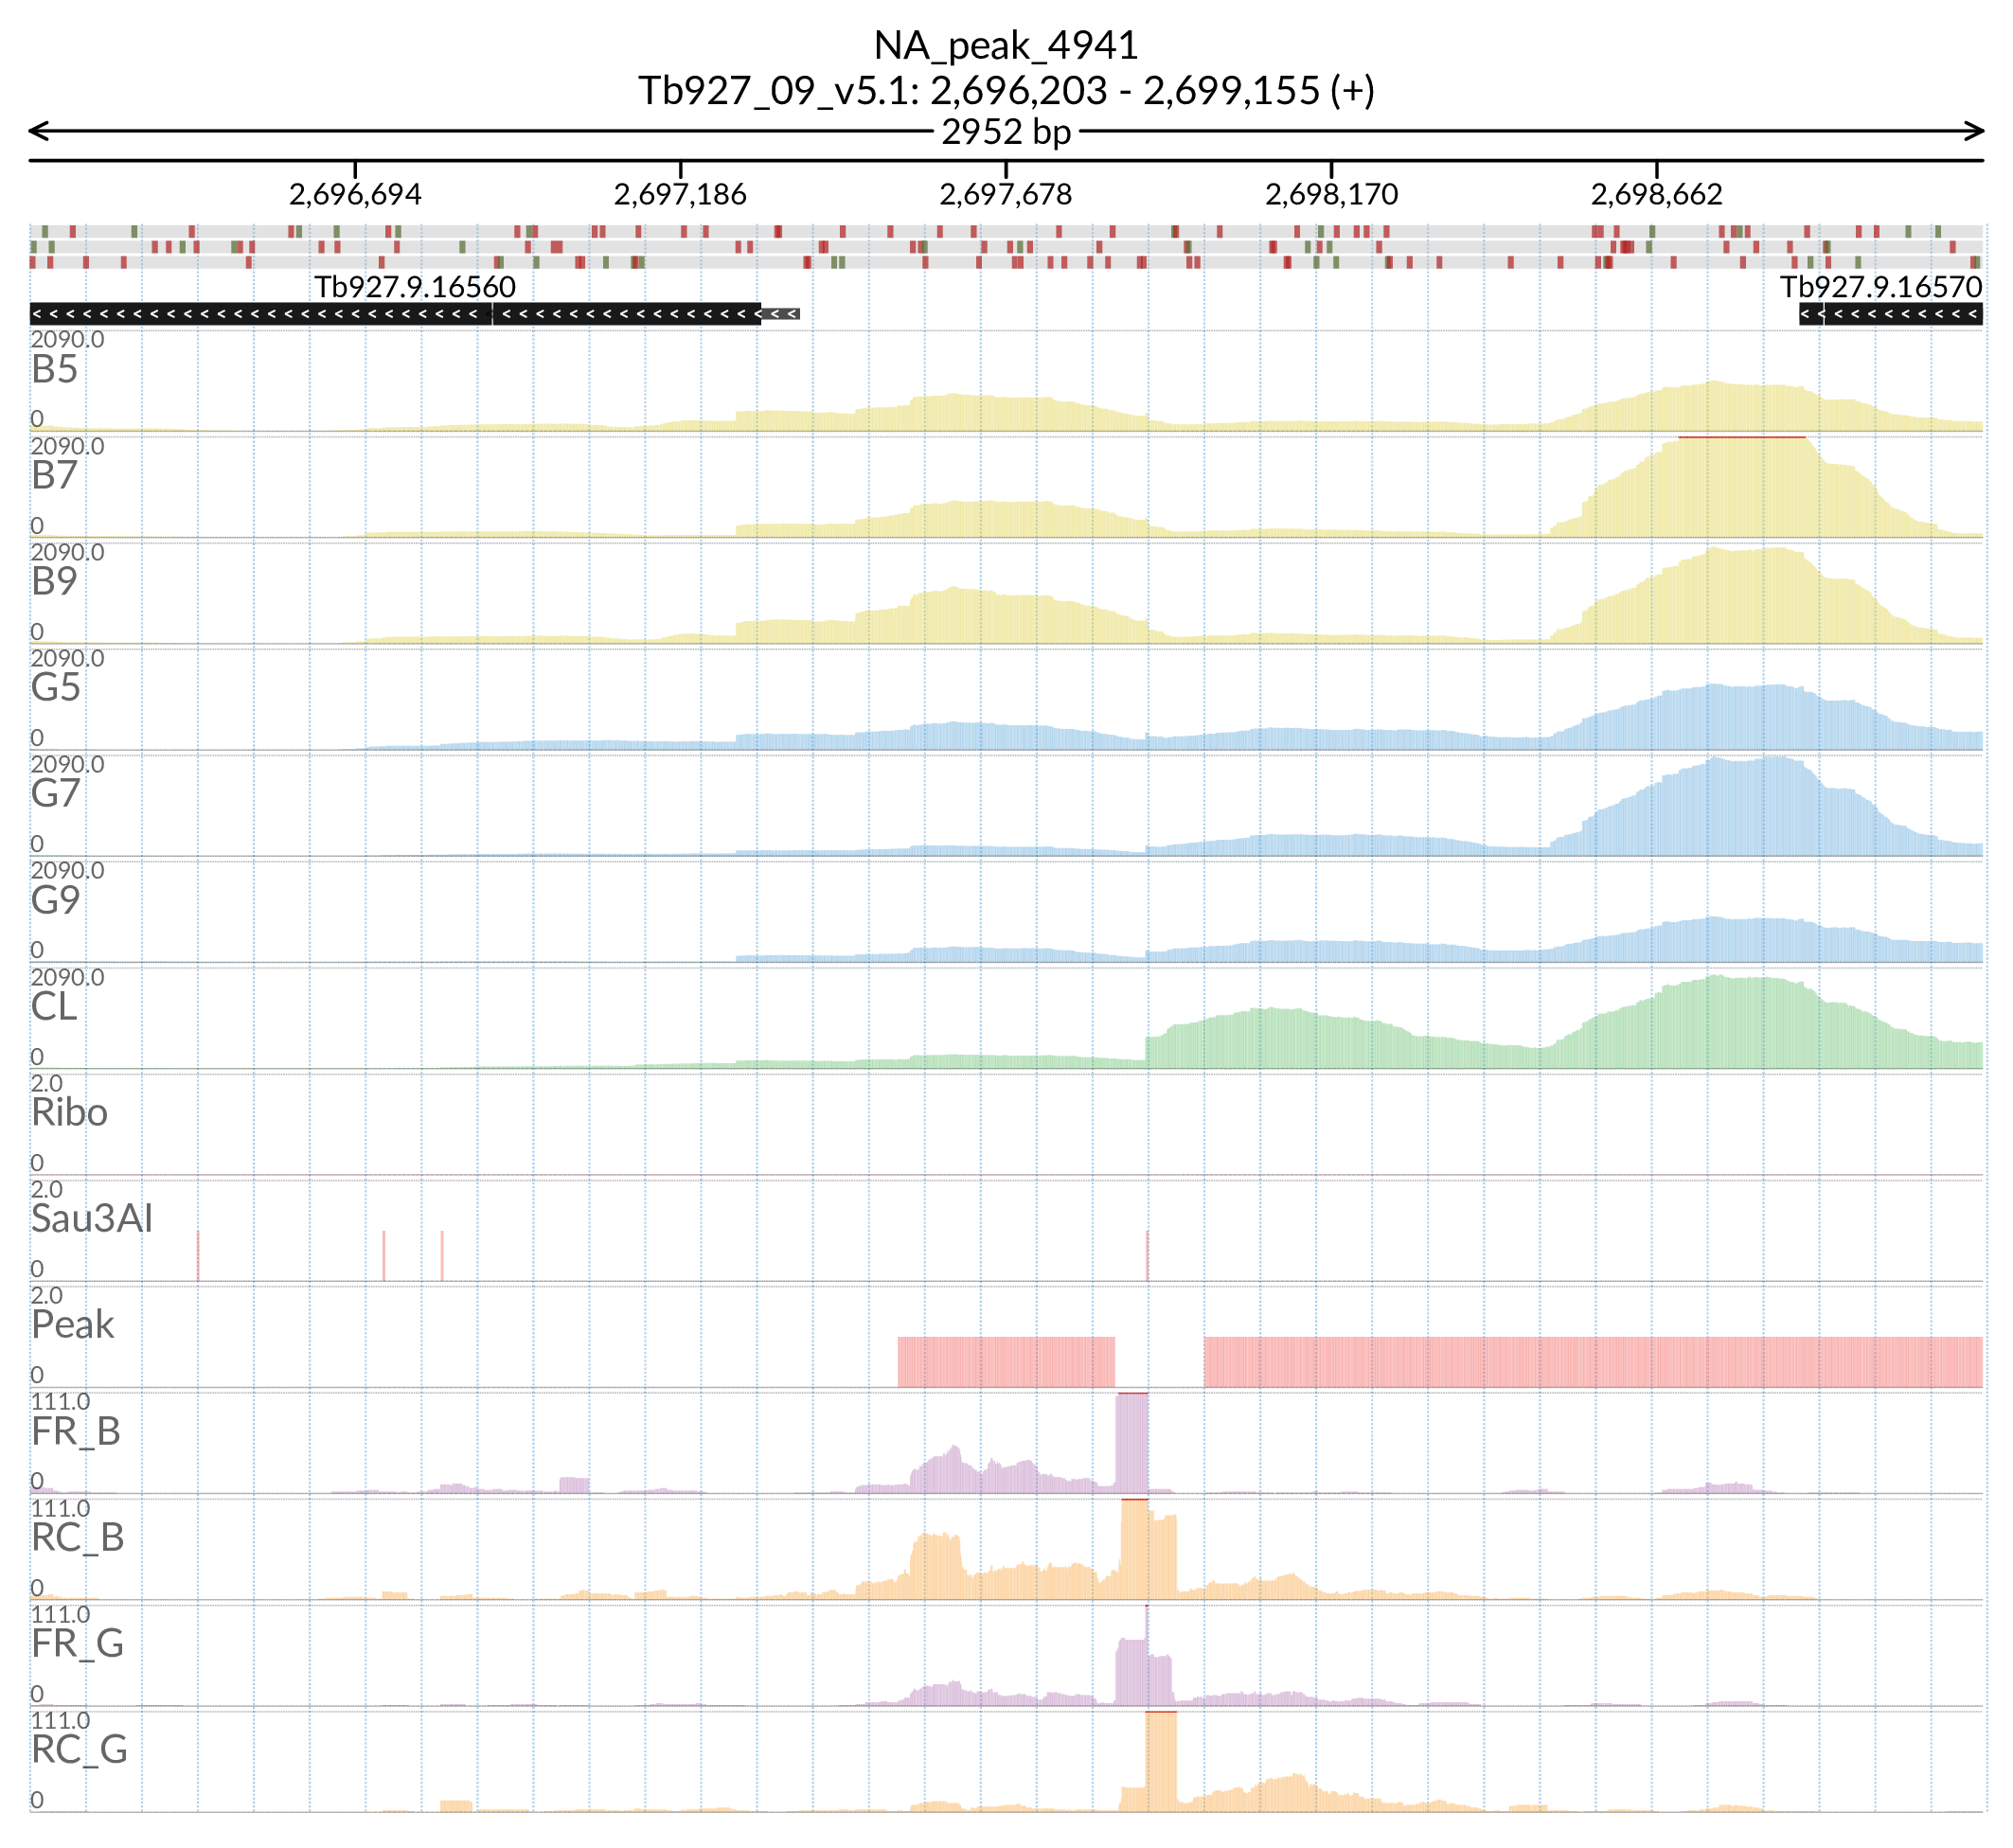 NA_peak_4941
Tb927_09_v5.1: 2,696,203 - 2,699,155 (+)
2952 bp
2,696,694 2,697,186 2,697,678 2,698,170 2,698,662
Tb927.9.16560 Tb927.9.16570
2090.0
B5
0
2090.0
B7
0
2090.0
B9
0
2090.0
G5
0
2090.0
G7
0
2090.0
G9
0
2090.0
CL
0
2.0
Ribo
0
2.0
Sau3AI
0
2.0
Peak
0
111.0
FR_B
0
111.0
RC_B
0
111.0
FR_G
0
111.0
RC_G
0